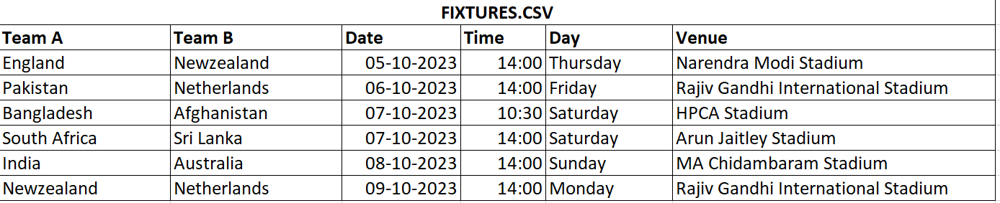 FIXTURES.CSV
Team A Team B Date Time Day Venue
England Newzealand 05-10-2023 14:00 Thursday Narendra Modi Stadium
Pakistan Netherlands 06-10-2023 14:00 Friday Rajiv Gandhi International Stadium
Bangladesh Afghanistan 07-10-2023 10:30 Saturday HPCA Stadium
South Africa Sri Lanka 07-10-2023 14:00 Saturday Arun Jaitley Stadium
India Australia 08-10-2023 14:00 Sunday MA Chidambaram Stadium
Newzealand Netherlands 09-10-2023 14:00 Monday Rajiv Gandhi International Stadium